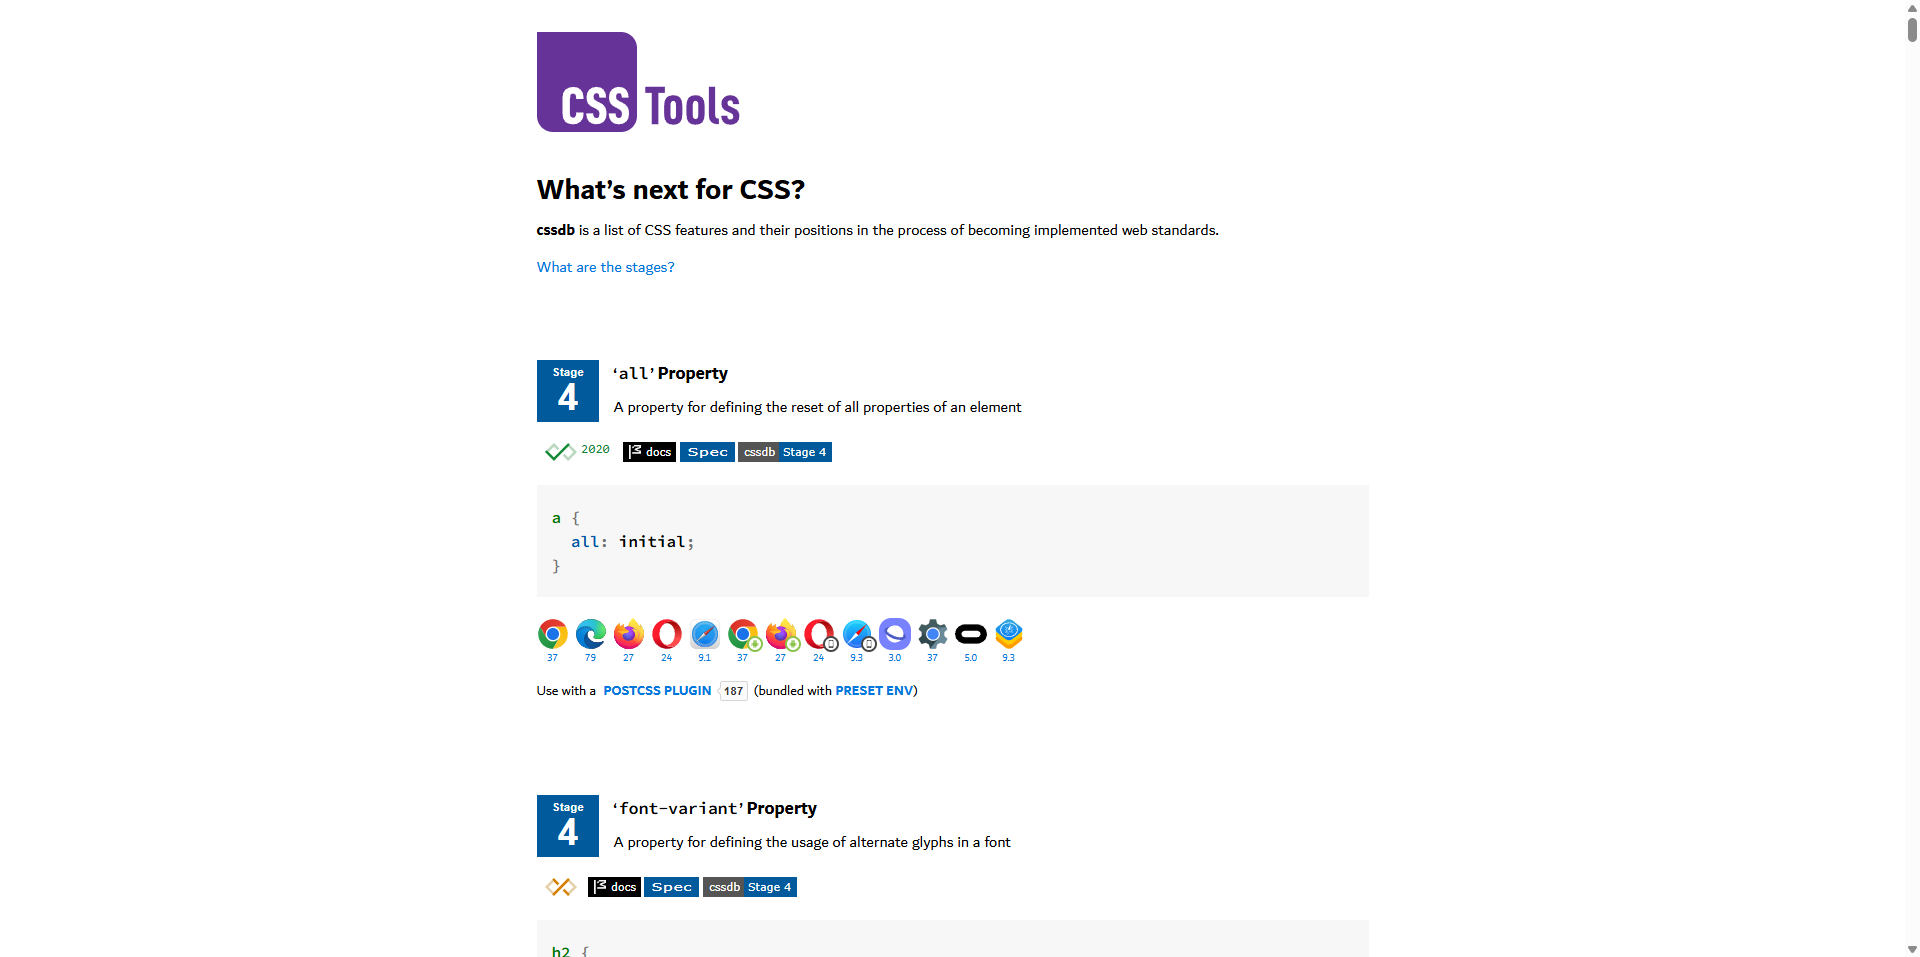 CSS Tools
What’s next for CSS?
cssdb is a list of CSS features and their positions in the process of becoming implemented web standards.
What are the stages?
Stage
4
‘all’ Property
A property for defining the reset of all properties of an element
2020 docs Spec cssdb Stage 4
a {
  all: initial;
}
37 79 27 24 9.1 37 27 24 9.3 3.0 37 5.0 9.3
Use with a POSTCSS PLUGIN 187 (bundled with PRESET ENV)
Stage
4
‘font-variant’ Property
A property for defining the usage of alternate glyphs in a font
docs Spec cssdb Stage 4
h2 {